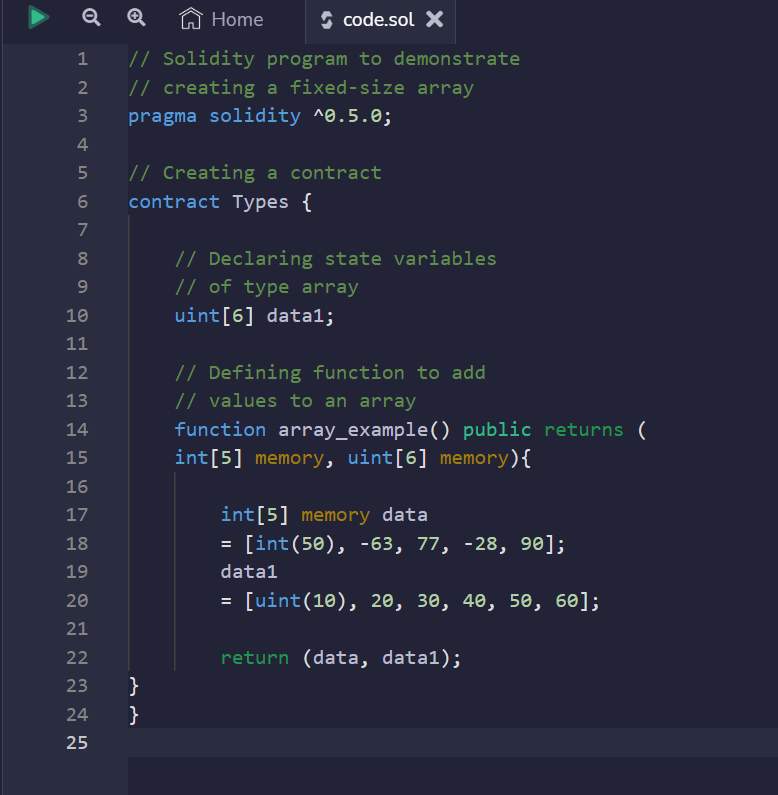 Home code.sol
1 // Solidity program to demonstrate
2 // creating a fixed-size array
3 pragma solidity ^0.5.0;
4
5 // Creating a contract
6 contract Types {
7
8 // Declaring state variables
9 // of type array
10 uint[6] data1;
11
12 // Defining function to add
13 // values to an array
14 function array_example() public returns (
15 int[5] memory, uint[6] memory){
16
17 int[5] memory data
18 = [int(50), -63, 77, -28, 90];
19 data1
20 = [uint(10), 20, 30, 40, 50, 60];
21
22 return (data, data1);
23 }
24 }
25